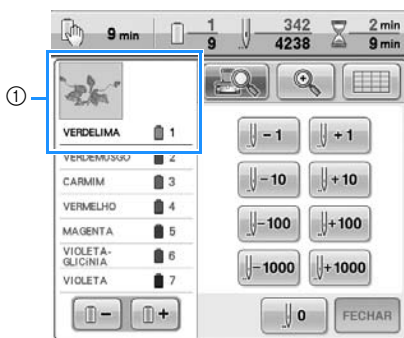 9 min 1 342 2 min
9 4238 9 min
①
VERDELIMA 1
VERDEMUSGO 2
CARMIM 3
VERMELHO 4
MAGENTA 5
VIOLETA-
GLICíNIA 6
VIOLETA 7
-1 +1
-10 +10
-100 +100
-1000 +1000
- + 0 FECHAR